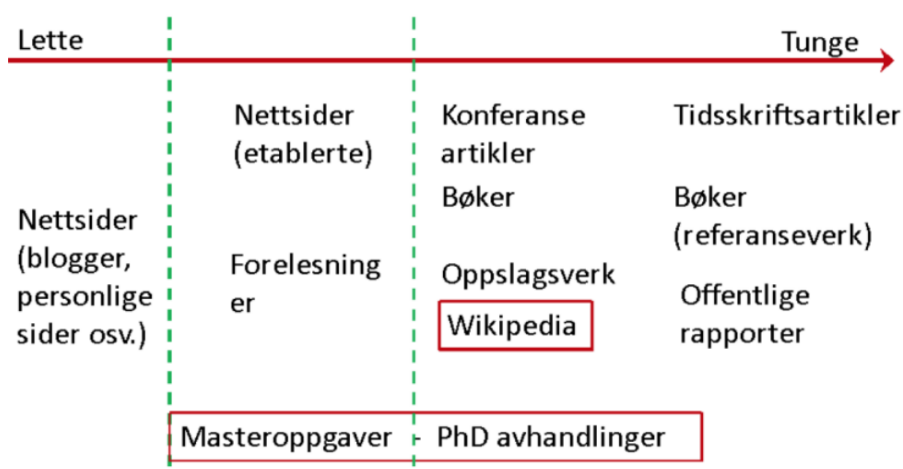 Lette
Tunge
Nettsider
(blogger,
personlige
sider osv.)
Nettsider
(etablerte)
Forelesning
er
Konferanse
artikler
Bøker
Oppslagsverk
Wikipedia
Tidsskriftsartikler
Bøker
(referanseverk)
Offentlige
rapporter
Masteroppgaver - PhD avhandlinger